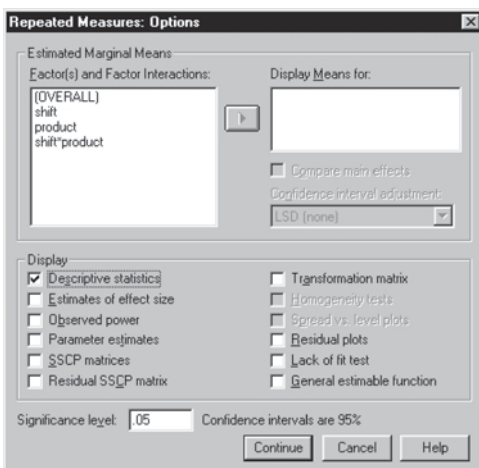 Repeated Measures: Options
Estimated Marginal Means
Factor(s) and Factor Interactions:
Display Means for:
(OVERALL)
shift
product
shift*product
Compare main effects
Confidence interval adjustment:
LSD (none)
Display
Descriptive statistics
Transformation matrix
Estimates of effect size
Homogeneity tests
Observed power
Spread vs. level plots
Parameter estimates
Residual plots
SSCP matrices
Lack of fit test
Residual SSCP matrix
General estimable function
Significance level: .05 Confidence intervals are 95%
Continue Cancel Help